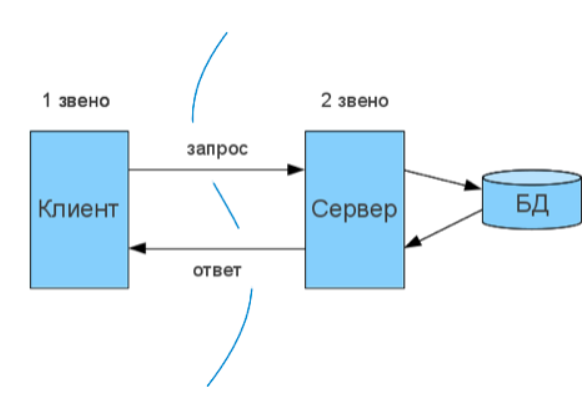 1 звено
2 звено
запрос
Клиент
Сервер
БД
ответ